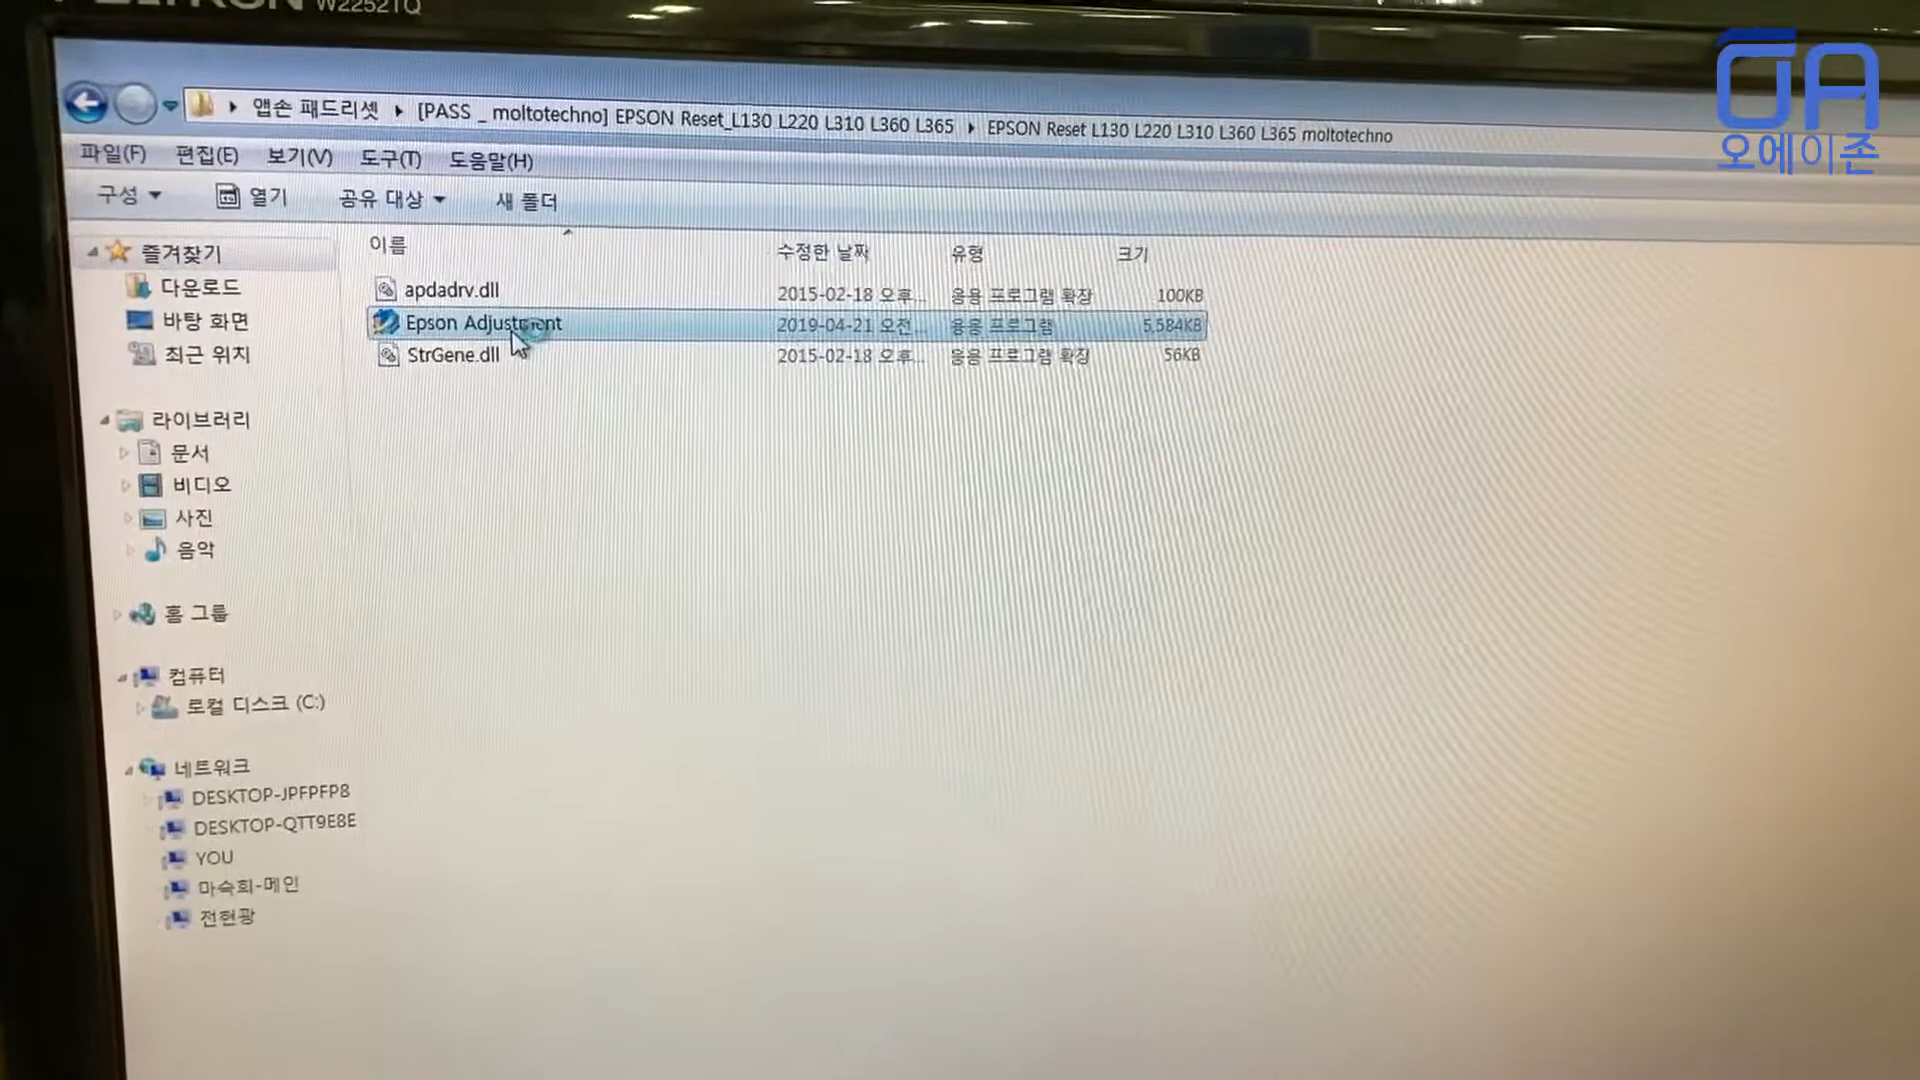 W2252TQ
OA
오에이존
앱손 패드리셋 ▸ [PASS _ moltotechno] EPSON Reset_L130 L220 L310 L360 L365 ▸ EPSON Reset L130 L220 L310 L360 L365 moltotechno
파일(F) 편집(E) 보기(V) 도구(T) 도움말(H)
구성 열기 공유 대상 새 폴더
이름 수정한 날짜 유형 크기
apdadrv.dll 2015-02-18 오후... 응용 프로그램 확장 100KB
Epson Adjustment 2019-04-21 오전... 응용 프로그램 5,584KB
StrGene.dll 2015-02-18 오후... 응용 프로그램 확장 56KB
즐겨찾기
다운로드
바탕 화면
최근 위치
라이브러리
문서
비디오
사진
음악
홈 그룹
컴퓨터
로컬 디스크 (C:)
네트워크
DESKTOP-JPFPFP8
DESKTOP-QTT9E8E
YOU
마숙희-메인
전현광